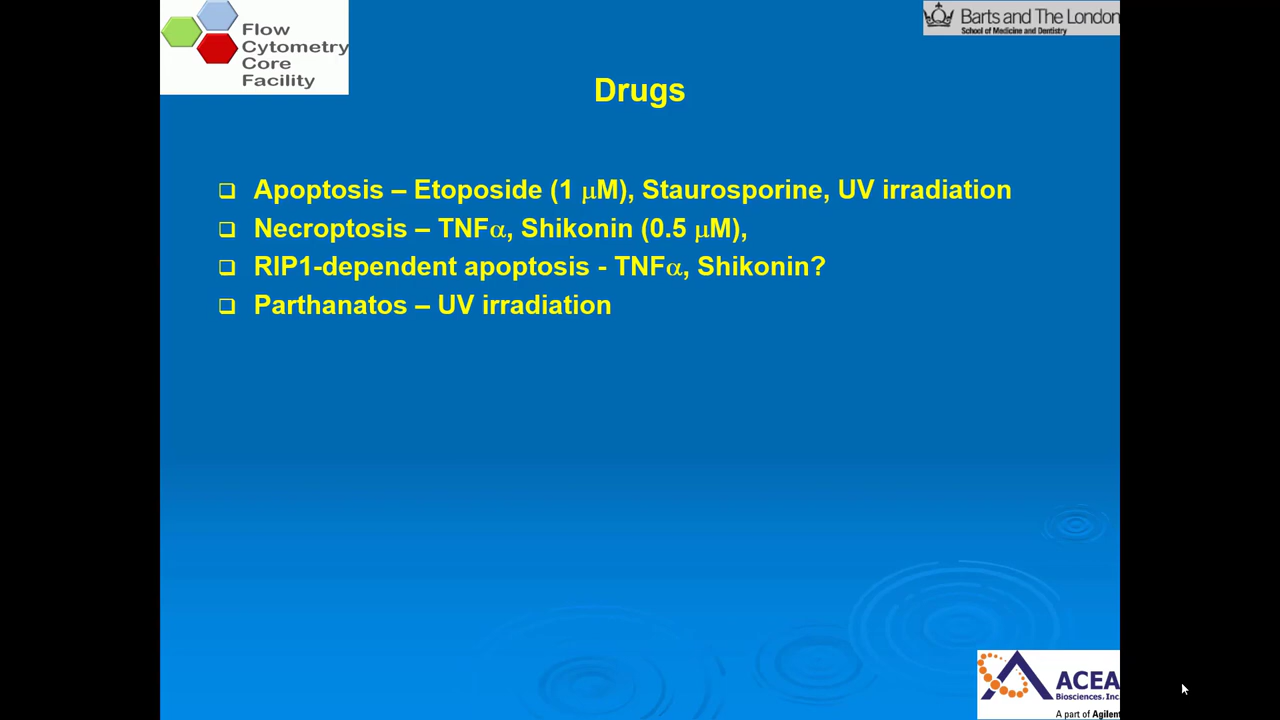 Flow
Cytometry
Core
Facility
Barts and The London
School of Medicine and Dentistry
Drugs
Apoptosis – Etoposide (1 μM), Staurosporine, UV irradiation
Necroptosis – TNFα, Shikonin (0.5 μM),
RIP1-dependent apoptosis - TNFα, Shikonin?
Parthanatos – UV irradiation
ACEA
Biosciences, Inc
A part of Agilent